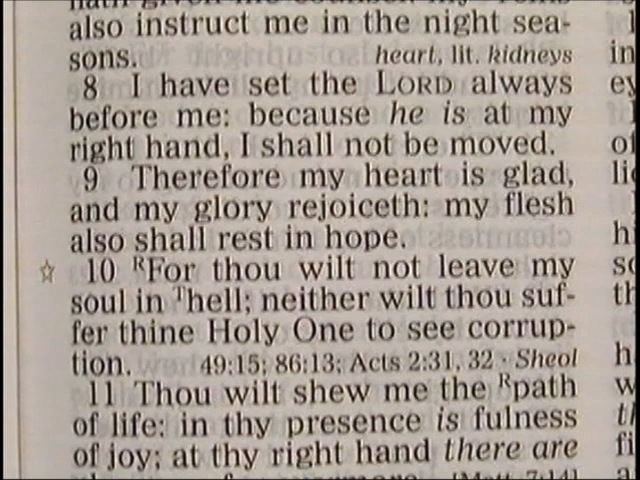 also instruct me in the night sea-
sons. heart, lit. kidneys
8 I have set the LORD always
before me: because he is at my
right hand, I shall not be moved.
9 Therefore my heart is glad,
and my glory rejoiceth: my flesh
also shall rest in hope.
☆ 10 RFor thou wilt not leave my
soul in Thell; neither wilt thou suf-
fer thine Holy One to see corrup-
tion. 49:15; 86:13; Acts 2:31, 32 · Sheol
11 Thou wilt shew me the Rpath
of life: in thy presence is fulness
of joy; at thy right hand there are